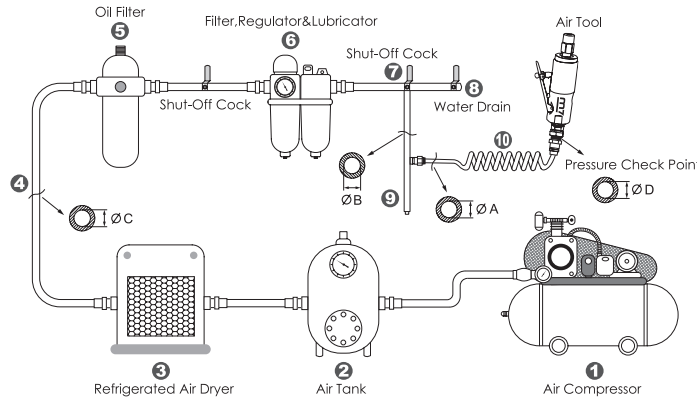 Oil Filter
5
Filter,Regulator&Lubricator
6
Air Tool
Shut-Off Cock
7
8
Shut-Off Cock
Water Drain
10
Pressure Check Point
4
ØB
9
ØA
ØD
ØC
3
Refrigerated Air Dryer
2
Air Tank
1
Air Compressor